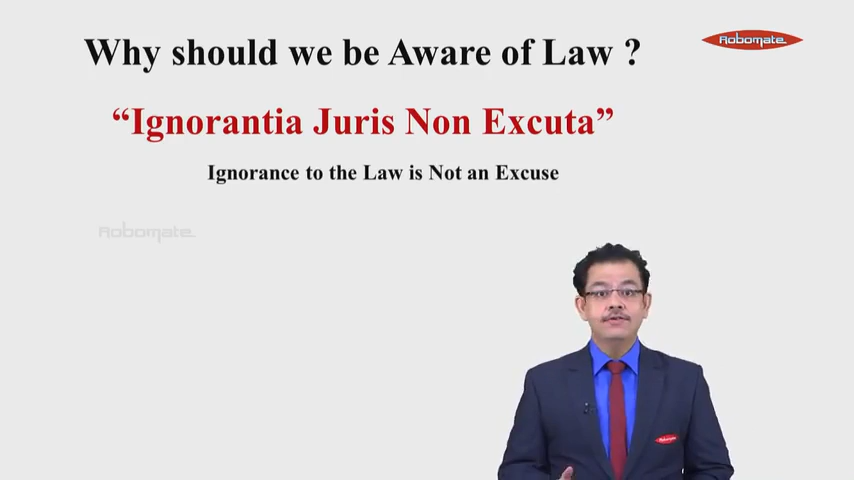 Why should we be Aware of Law ?
Robomate
“Ignorantia Juris Non Excuta”
Ignorance to the Law is Not an Excuse
Robomate
Robomate